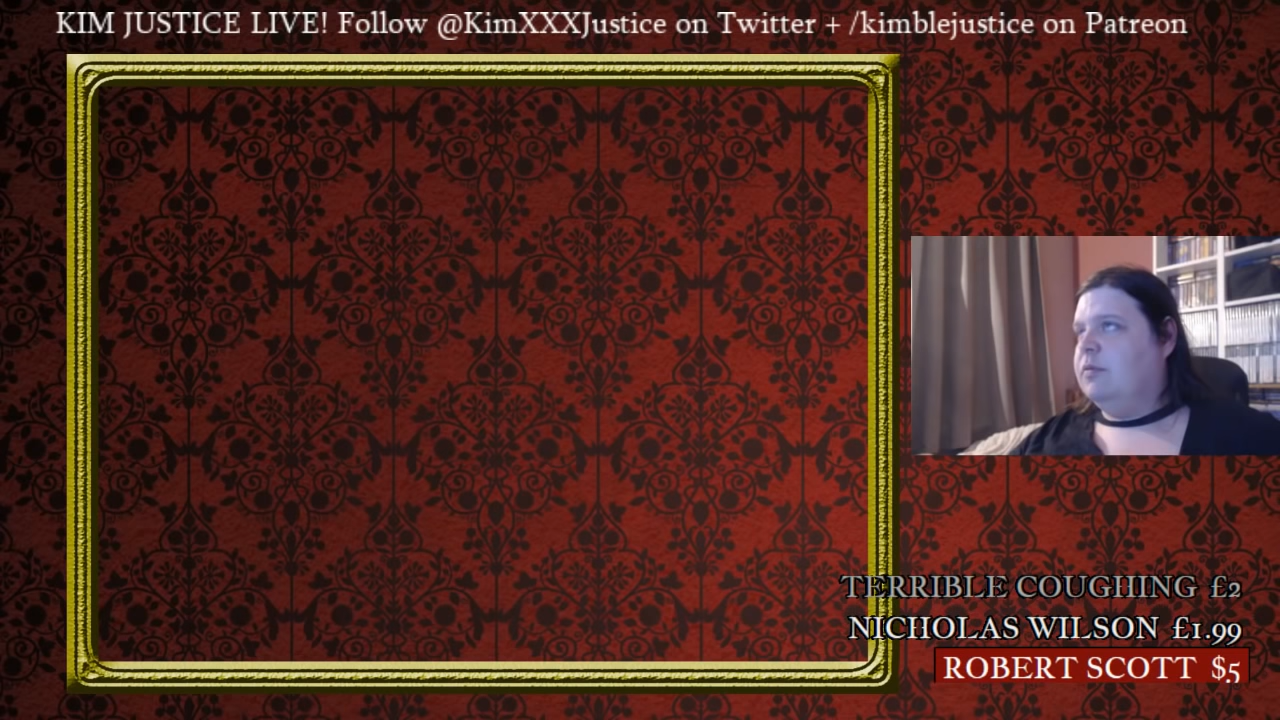 KIM JUSTICE LIVE! Follow @KimXXXJustice on Twitter + /kimblejustice on Patreon
TERRIBLE COUGHING £2
NICHOLAS WILSON £1.99
ROBERT SCOTT $5